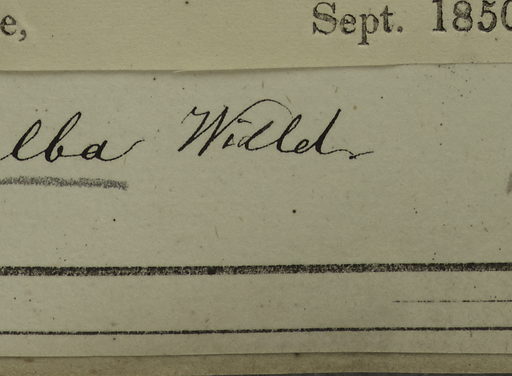 e, Sept. 1850
lba Willd.